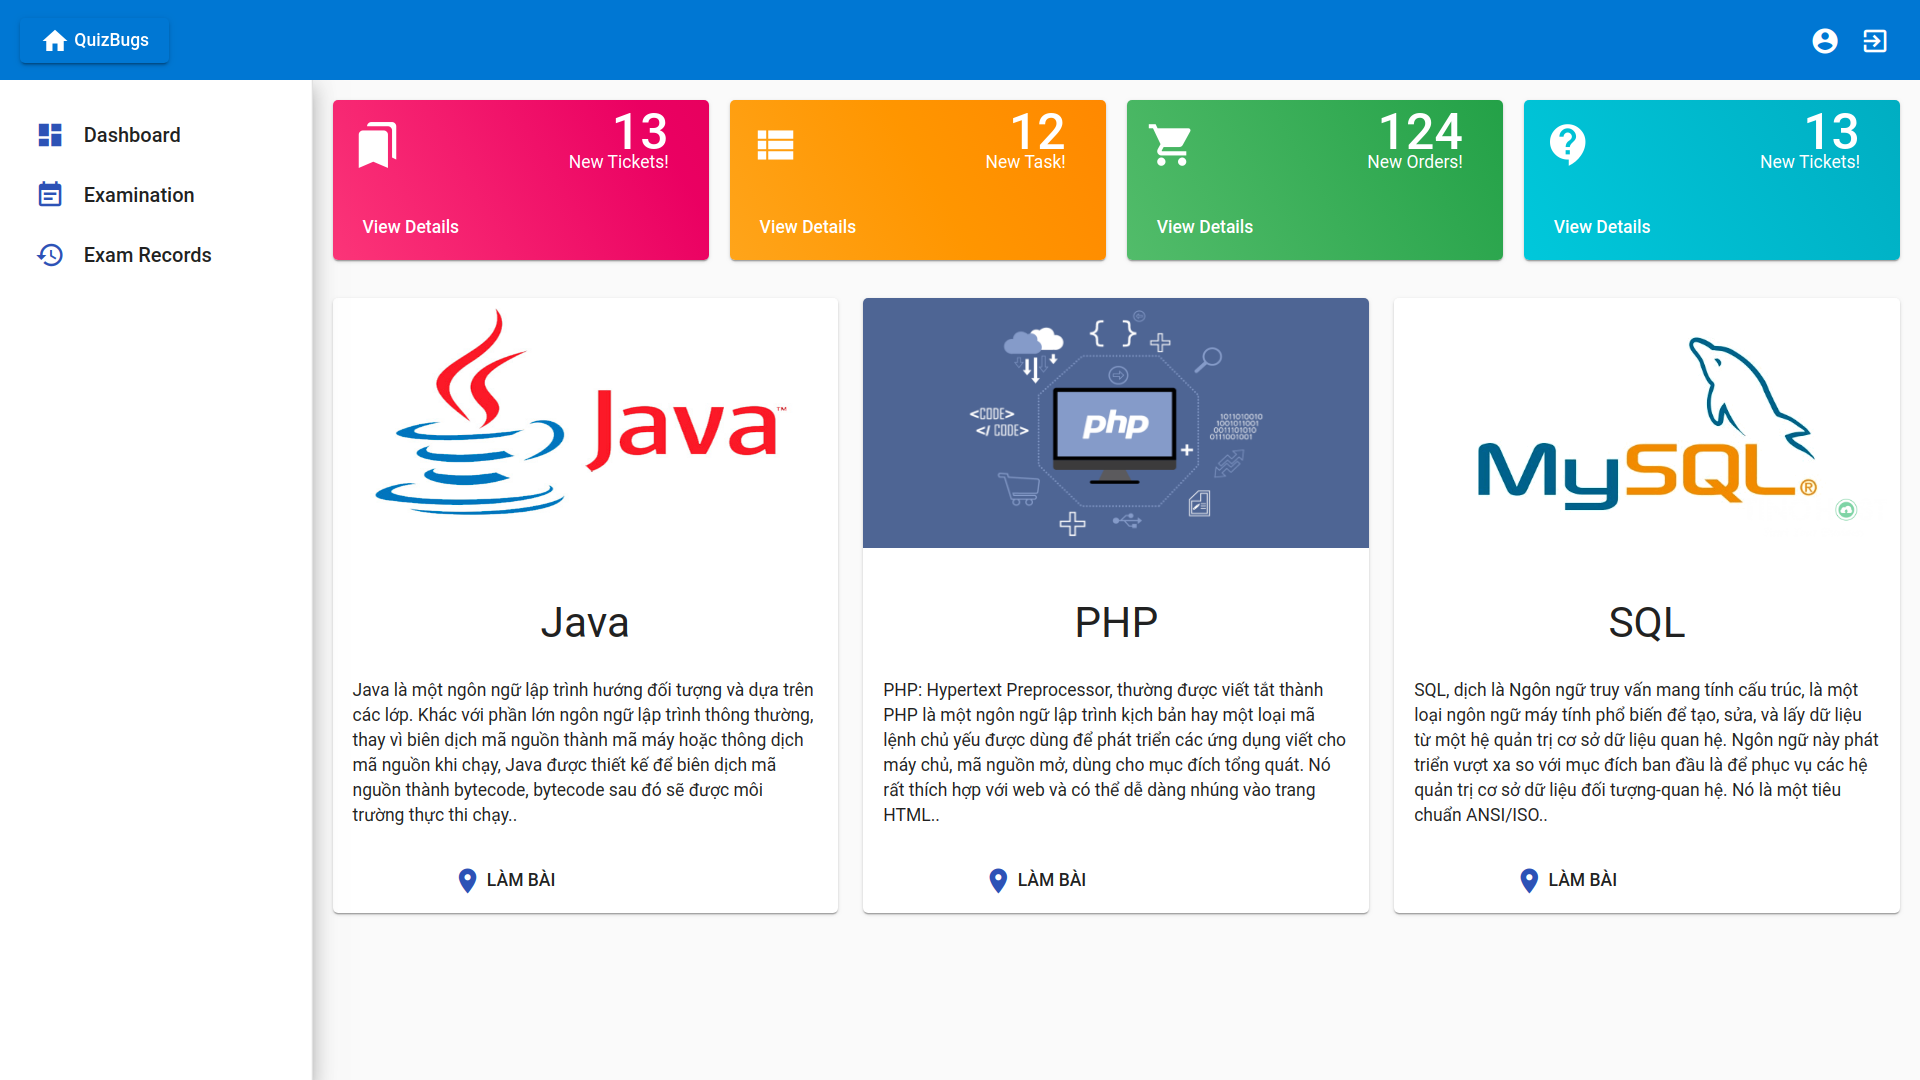 QuizBugs
Dashboard
Examination
Exam Records
13
New Tickets!
View Details
12
New Task!
View Details
124
New Orders!
View Details
13
New Tickets!
View Details
Java™
Java
Java là một ngôn ngữ lập trình hướng đối tượng và dựa trên
các lớp. Khác với phần lớn ngôn ngữ lập trình thông thường,
thay vì biên dịch mã nguồn thành mã máy hoặc thông dịch
mã nguồn khi chạy, Java được thiết kế để biên dịch mã
nguồn thành bytecode, bytecode sau đó sẽ được môi
trường thực thi chạy..
LÀM BÀI
{ }
<CODE>
</ CODE>
php
1011010010
1001011001
0011101010
0111001001
PHP
PHP: Hypertext Preprocessor, thường được viết tắt thành
PHP là một ngôn ngữ lập trình kịch bản hay một loại mã
lệnh chủ yếu được dùng để phát triển các ứng dụng viết cho
máy chủ, mã nguồn mở, dùng cho mục đích tổng quát. Nó
rất thích hợp với web và có thể dễ dàng nhúng vào trang
HTML..
LÀM BÀI
MySQL®
SQL
SQL, dịch là Ngôn ngữ truy vấn mang tính cấu trúc, là một
loại ngôn ngữ máy tính phổ biến để tạo, sửa, và lấy dữ liệu
từ một hệ quản trị cơ sở dữ liệu quan hệ. Ngôn ngữ này phát
triển vượt xa so với mục đích ban đầu là để phục vụ các hệ
quản trị cơ sở dữ liệu đối tượng-quan hệ. Nó là một tiêu
chuẩn ANSI/ISO..
LÀM BÀI